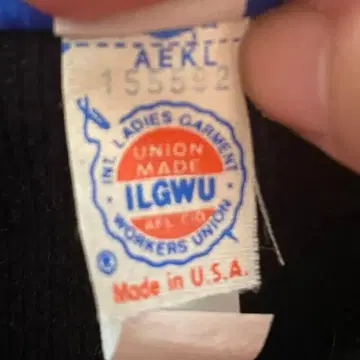 AEKL
155592
INT. LADIES GARMENT
WORKERS UNION
UNION
MADE
ILGWU
AFL CIO
Made in U.S.A.